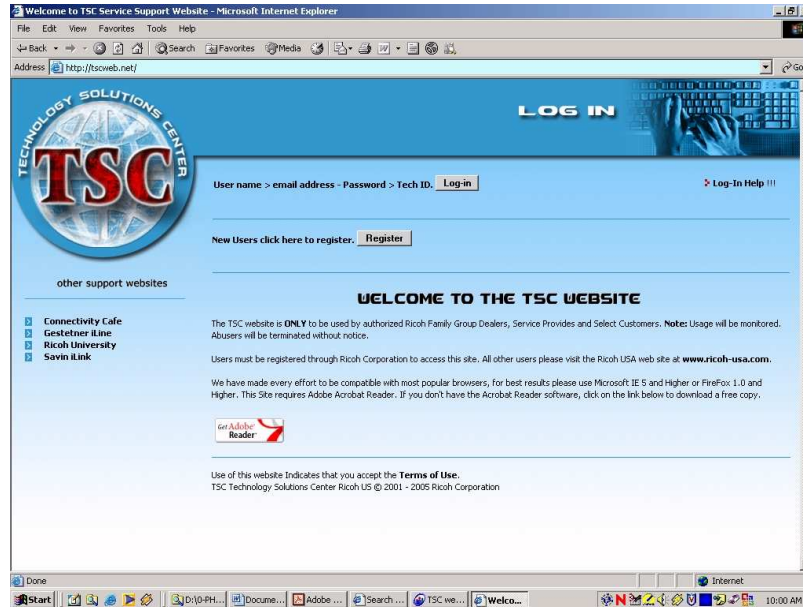 Welcome to TSC Service Support Website - Microsoft Internet Explorer
File Edit View Favorites Tools Help
Back Search Favorites Media
Address http://tscweb.net/ Go
TECHNOLOGY SOLUTIONS CENTER
TSC
LOG IN
User name > email address - Password > Tech ID. Log-in
Log-In Help !!!
New Users click here to register. Register
other support websites
Connectivity Cafe
Gestetner iLine
Ricoh University
Savin iLink
WELCOME TO THE TSC WEBSITE
The TSC website is ONLY to be used by authorized Ricoh Family Group Dealers, Service Provides and Select Customers. Note: Usage will be monitored.
Abusers will be terminated without notice.
Users must be registered through Ricoh Corporation to access this site. All other users please visit the Ricoh USA web site at www.ricoh-usa.com.
We have made every effort to be compatible with most popular browsers, for best results please use Microsoft IE 5 and Higher or FireFox 1.0 and
Higher. This Site requires Adobe Acrobat Reader. If you don't have the Acrobat Reader software, click on the link below to download a free copy.
Get Adobe
Reader
Use of this website Indicates that you accept the Terms of Use.
TSC Technology Solutions Center Ricoh US © 2001 - 2005 Ricoh Corporation
Done Internet
Start D:\0-PH... Docume... Adobe ... Search ... TSC we... Welco... 10:00 AM